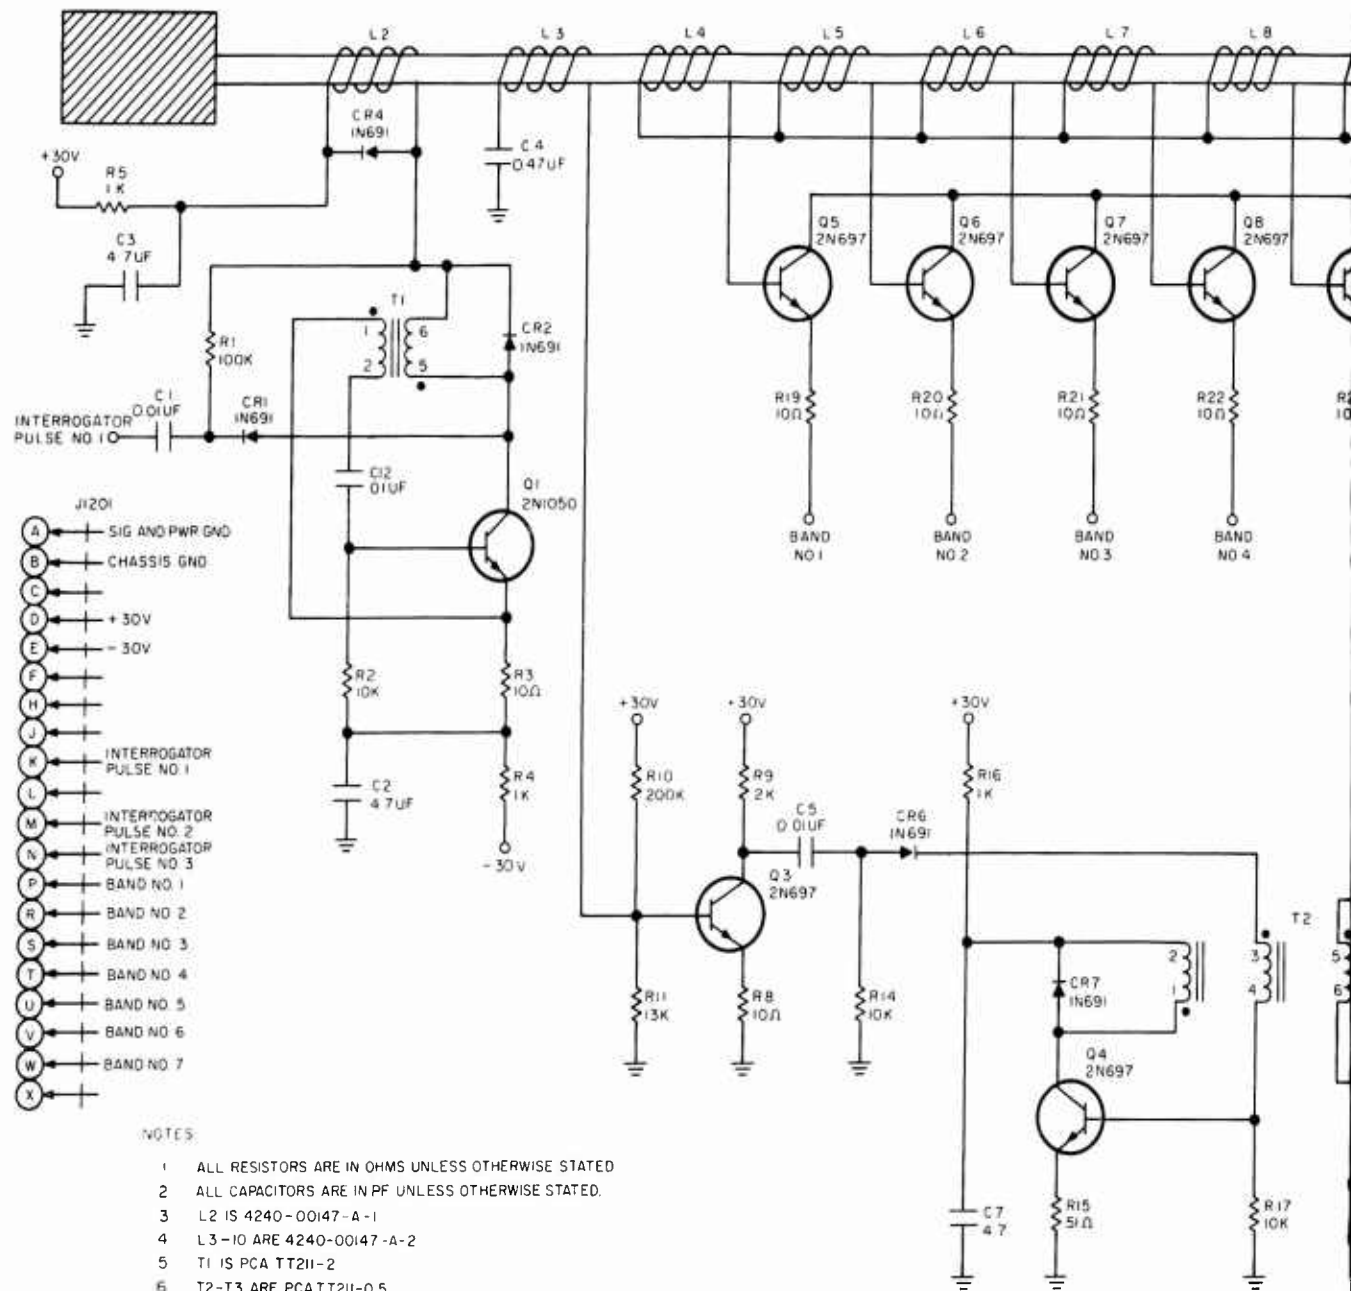 L2 L3 L4 L5 L6 L7 L8
CR4
1N691
+30V
R5
1K
C4
0.47UF
C3
4.7UF
Q5
2N697
Q6
2N697
Q7
2N697
Q8
2N697
T1
1 6
2 5
CR2
1N691
R1
100K
R19
10Ω
R20
10Ω
R21
10Ω
R22
10Ω
C1
0.01UF
CR1
1N691
INTERROGATOR
PULSE NO. 1
C12
.01UF
Q1
2N1050
BAND
NO.1
BAND
NO.2
BAND
NO.3
BAND
NO.4
J1201
A SIG AND PWR GND
B CHASSIS GND
C
D +30V
E -30V
F
H
J
K INTERROGATOR
PULSE NO. 1
L
M INTERROGATOR
PULSE NO. 2
N INTERROGATOR
PULSE NO. 3
P BAND NO. 1
R BAND NO. 2
S BAND NO. 3
T BAND NO. 4
U BAND NO. 5
V BAND NO. 6
W BAND NO. 7
X
R2
10K
R3
10Ω
C2
4.7UF
R4
1K
-30V
+30V
+30V
+30V
R10
200K
R9
2K
R16
1K
C5
0.01UF
CR6
1N691
Q3
2N697
T2
2 3 5
1 4 6
R11
13K
R8
10Ω
R14
10K
CR7
1N691
Q4
2N697
C7
4.7
R15
51Ω
R17
10K
NOTES
1 ALL RESISTORS ARE IN OHMS UNLESS OTHERWISE STATED
2 ALL CAPACITORS ARE IN PF UNLESS OTHERWISE STATED.
3 L2 IS 4240-00147-A-1
4 L3-10 ARE 4240-00147-A-2
5 T1 IS PCA TT211-2
6 T2-T3 ARE PCA TT211-0.5